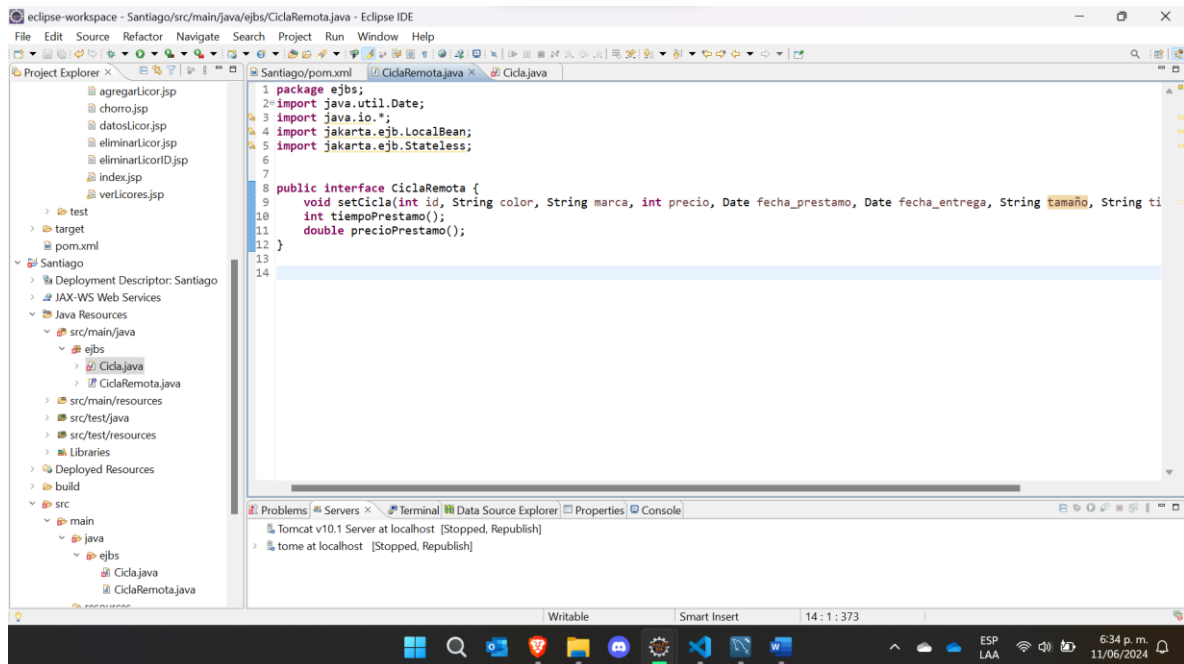 eclipse-workspace - Santiago/src/main/java/ejbs/CiclaRemota.java - Eclipse IDE
File Edit Source Refactor Navigate Search Project Run Window Help
Project Explorer
agregarLicor.jsp
chorro.jsp
datosLicor.jsp
eliminarLicor.jsp
eliminarLicorID.jsp
index.jsp
verLicores.jsp
test
target
pom.xml
Santiago
Deployment Descriptor: Santiago
JAX-WS Web Services
Java Resources
src/main/java
ejbs
Cicla.java
CiclaRemota.java
src/main/resources
src/test/java
src/test/resources
Libraries
Deployed Resources
build
src
main
java
ejbs
Cicla.java
CiclaRemota.java
resources
Santiago/pom.xml CiclaRemota.java Cicla.java
1 package ejbs;
2 import java.util.Date;
3 import java.io.*;
4 import jakarta.ejb.LocalBean;
5 import jakarta.ejb.Stateless;
6
7
8 public interface CiclaRemota {
9 void setCicla(int id, String color, String marca, int precio, Date fecha_prestamo, Date fecha_entrega, String tamaño, String ti
10 int tiempoPrestamo();
11 double precioPrestamo();
12 }
13
14
Problems Servers Terminal Data Source Explorer Properties Console
Tomcat v10.1 Server at localhost [Stopped, Republish]
tome at localhost [Stopped, Republish]
Writable Smart Insert 14 : 1 : 373
ESP
LAA
6:34 p. m.
11/06/2024